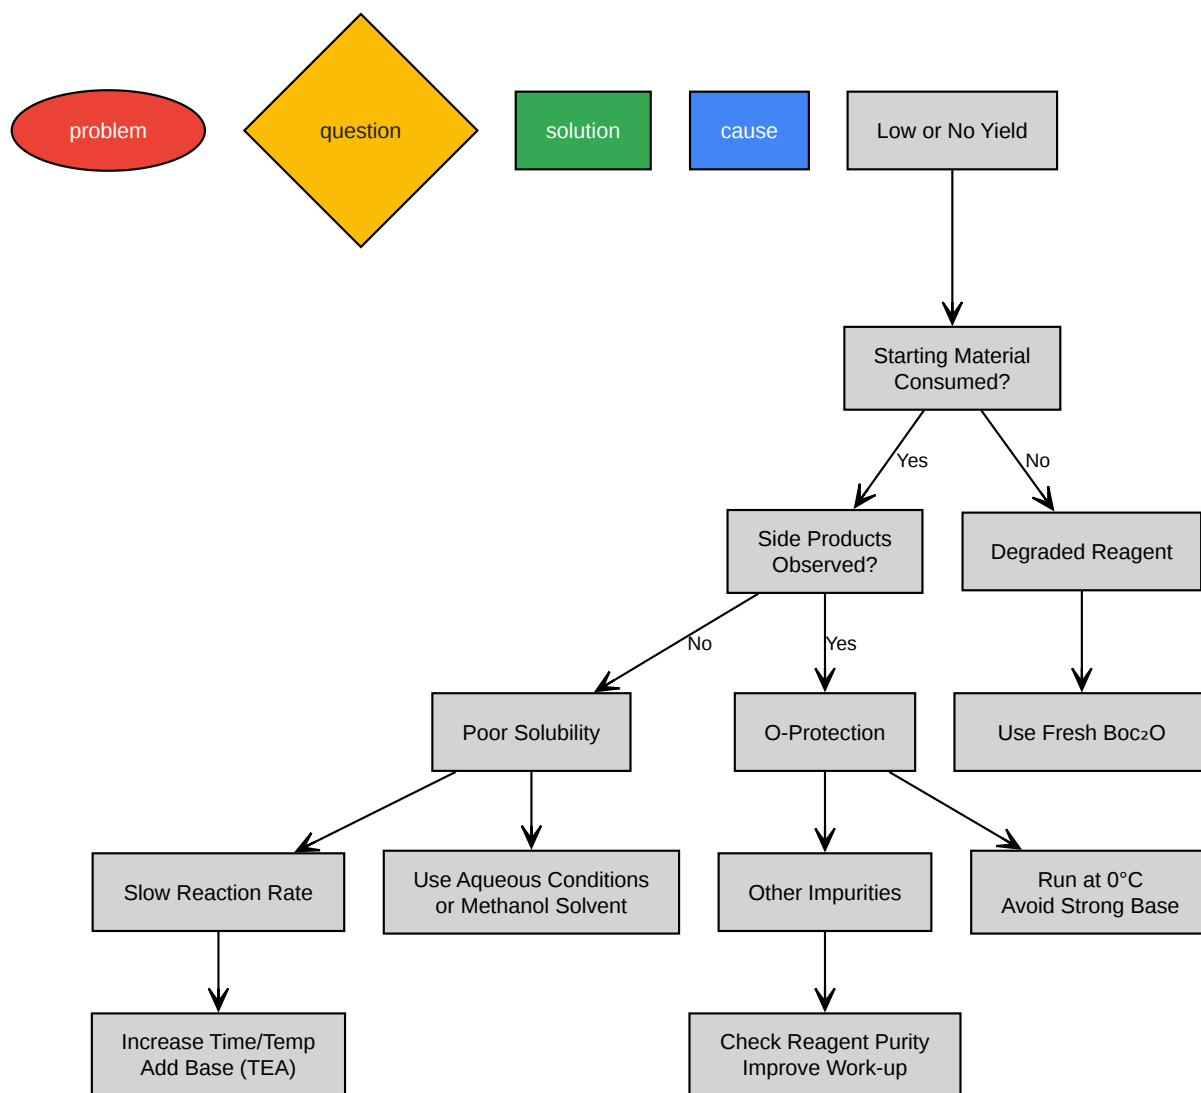 problem
question
solution
cause
Low or No Yield
Starting Material
Consumed?
Yes
No
Side Products
Observed?
Degraded Reagent
No
Yes
Poor Solubility
O-Protection
Use Fresh Boc₂O
Slow Reaction Rate
Use Aqueous Conditions
or Methanol Solvent
Other Impurities
Run at 0°C
Avoid Strong Base
Increase Time/Temp
Add Base (TEA)
Check Reagent Purity
Improve Work-up